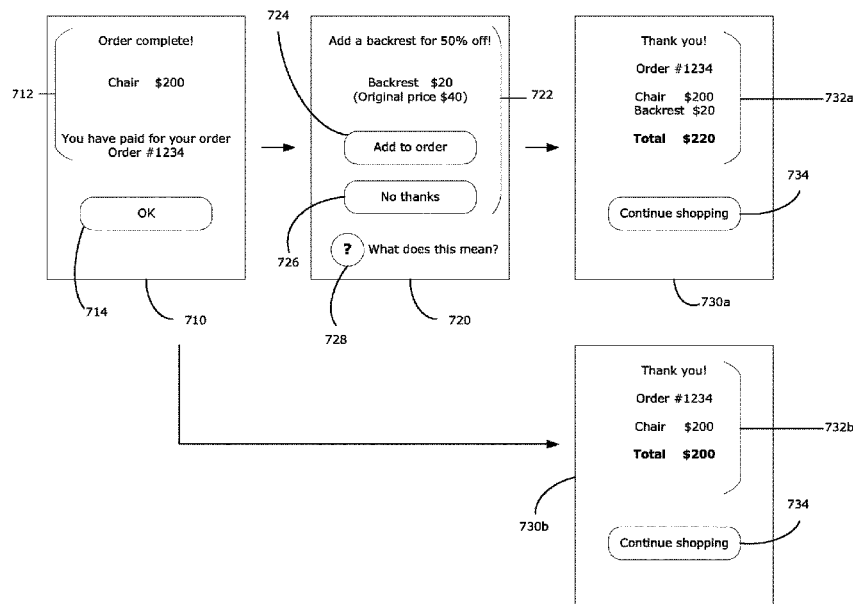 Order complete!
Chair $200
You have paid for your order
Order #1234
OK
712
714
710
724
Add a backrest for 50% off!
Backrest $20
(Original price $40)
Add to order
No thanks
? What does this mean?
722
726
728
720
Thank you!
Order #1234
Chair $200
Backrest $20
Total $220
Continue shopping
732a
734
730a
Thank you!
Order #1234
Chair $200
Total $200
Continue shopping
732b
734
730b